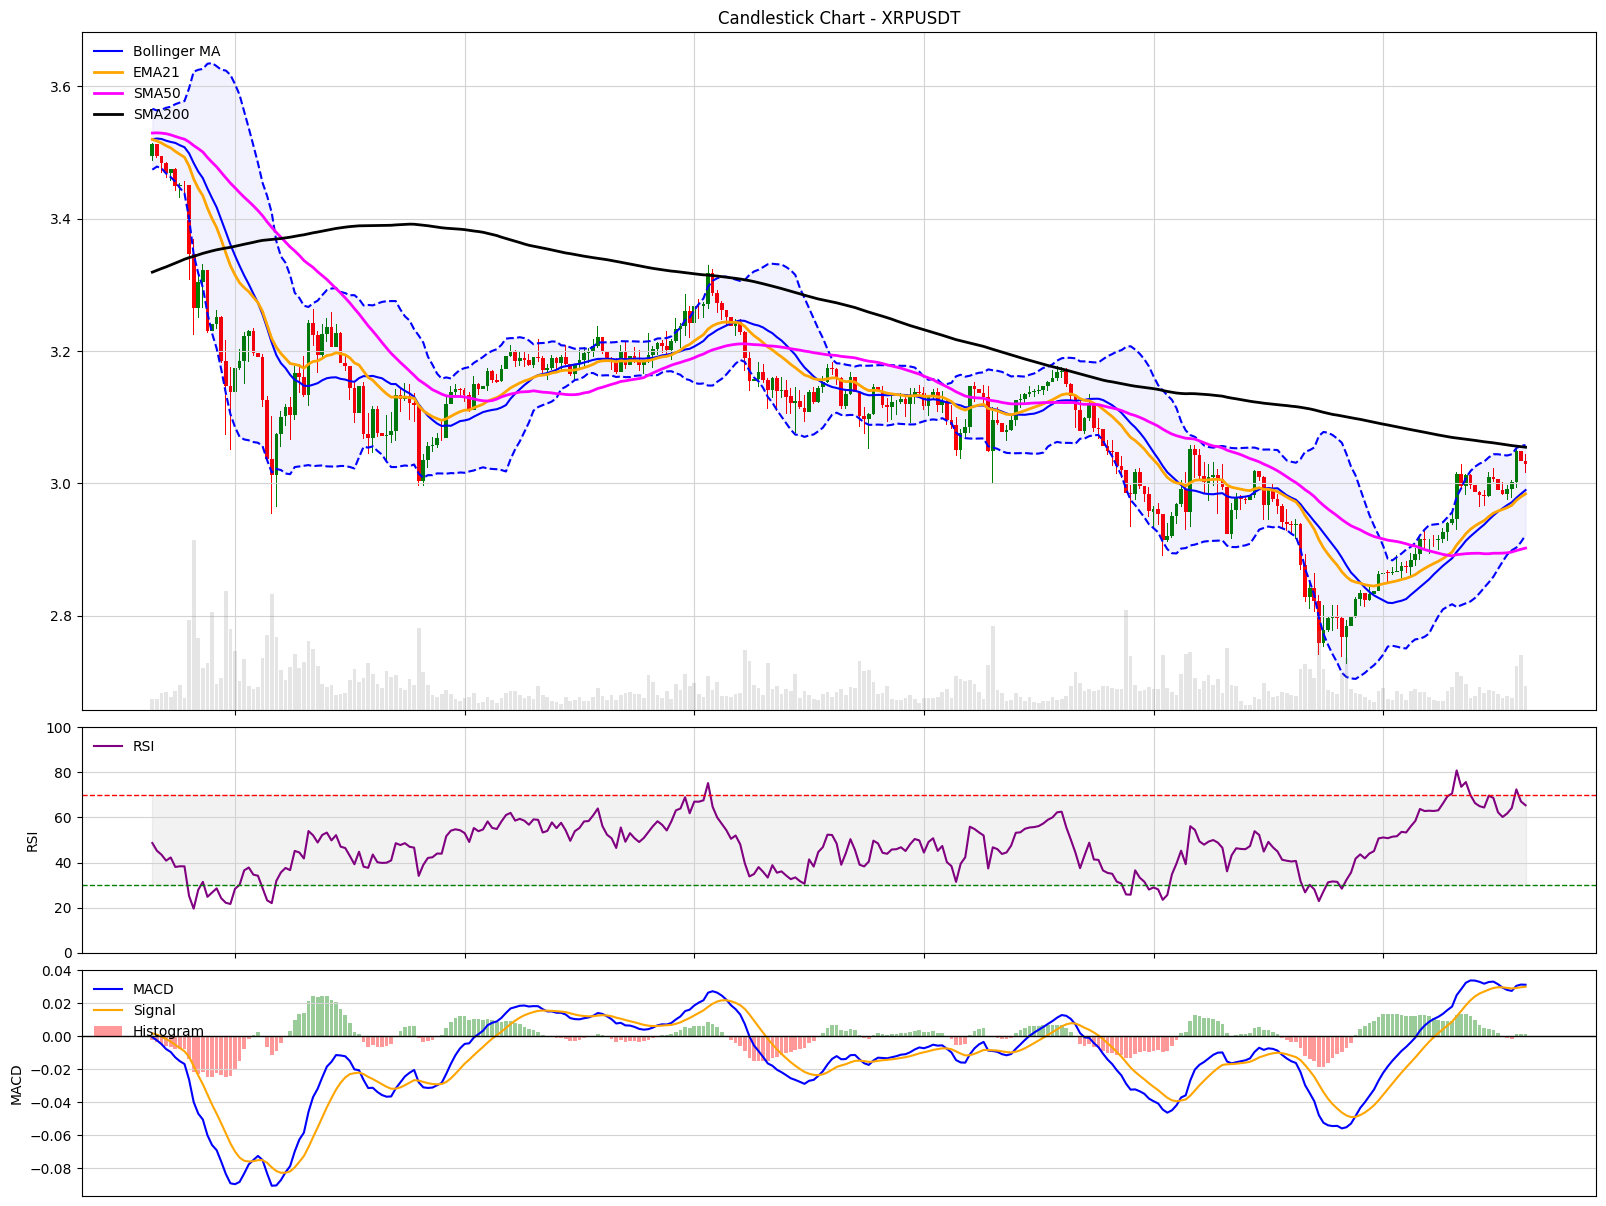 Candlestick Chart - XRPUSDT
Bollinger MA
EMA21
SMA50
SMA200
3.6
3.4
3.2
3.0
2.8
RSI
100
80
60
40
20
0
RSI
MACD
Signal
Histogram
0.04
0.02
0.00
−0.02
−0.04
−0.06
−0.08
MACD